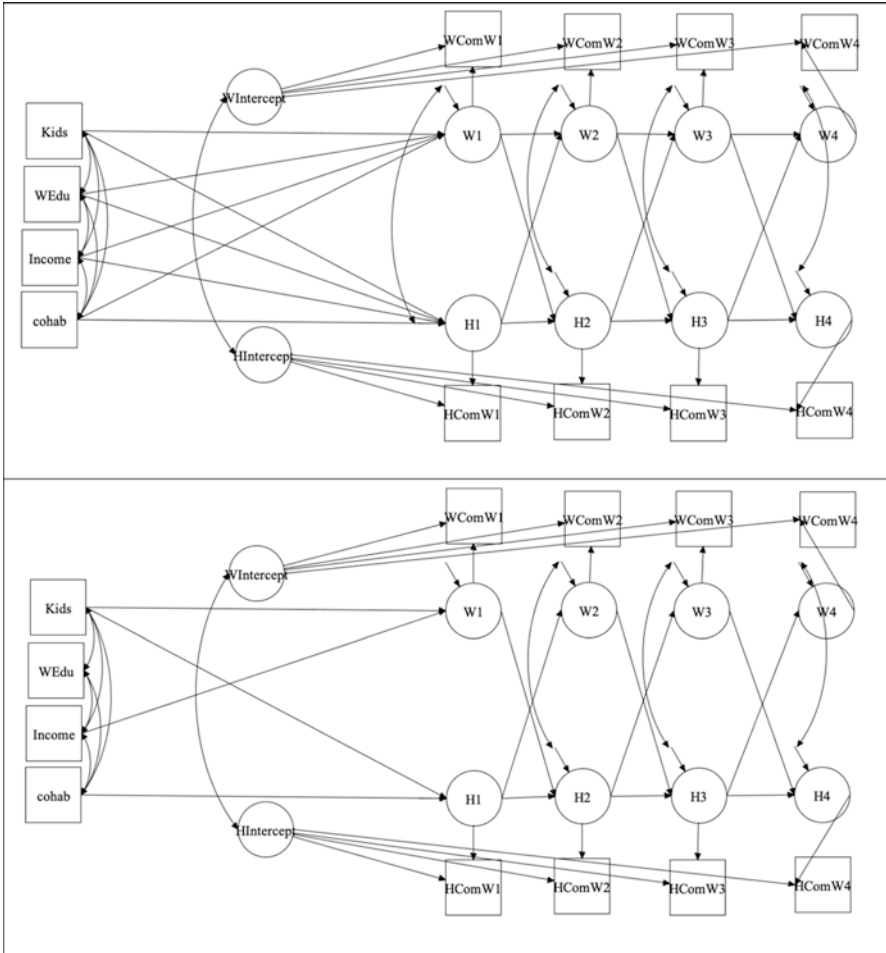 WComW1
WComW2
WComW3
WComW4
WIntercept
Kids
W1
W2
W3
W4
WEdu
Income
cohab
H1
H2
H3
H4
HIntercept
HComW1
HComW2
HComW3
HComW4
WComW1
WComW2
WComW3
WComW4
WIntercept
Kids
W1
W2
W3
W4
WEdu
Income
cohab
H1
H2
H3
H4
HIntercept
HComW1
HComW2
HComW3
HComW4